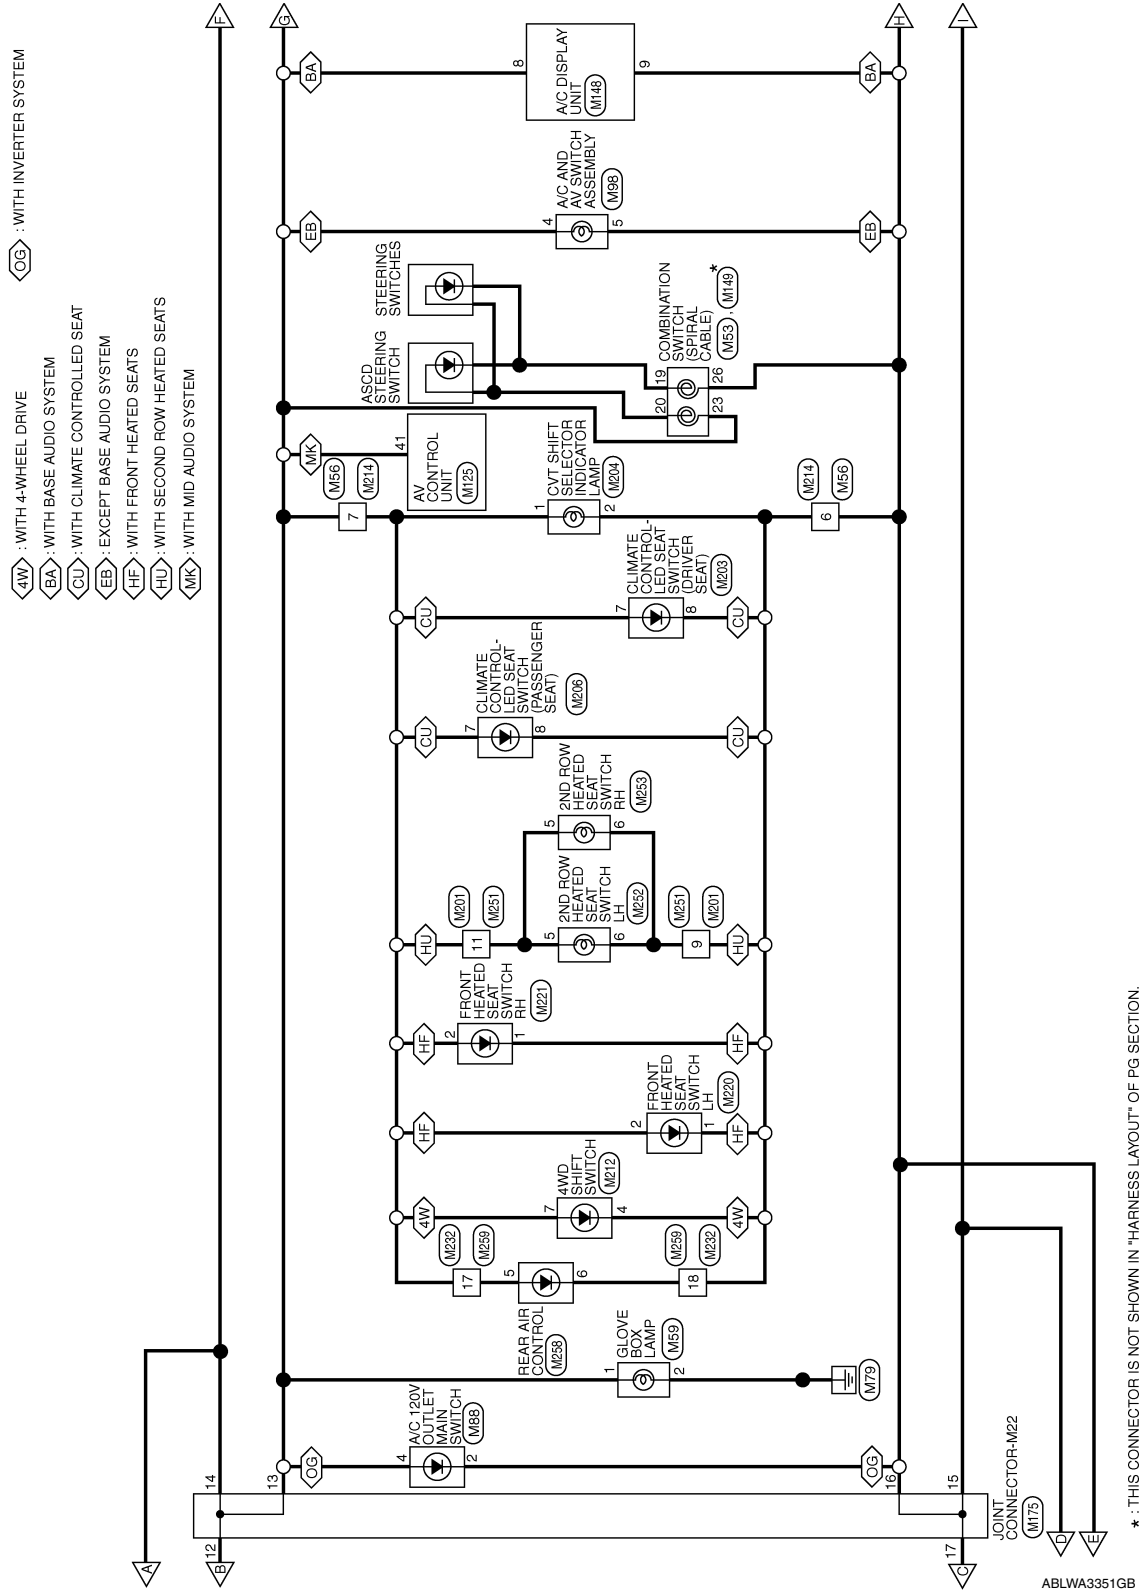 4W : WITH 4-WHEEL DRIVE
BA : WITH BASE AUDIO SYSTEM
CU : WITH CLIMATE CONTROLLED SEAT
EB : EXCEPT BASE AUDIO SYSTEM
HF : WITH FRONT HEATED SEATS
HU : WITH SECOND ROW HEATED SEATS
MK : WITH MID AUDIO SYSTEM
OG : WITH INVERTER SYSTEM
A
B
12
14
13
F
G
OG
4
A/C 120V
OUTLET
MAIN
SWITCH
M88
2
OG
16
15
17
C
JOINT
CONNECTOR-M22
M175
D
E
H
I
1
GLOVE
BOX
LAMP
M59
2
M79
17
M232
M259
5
REAR AIR
CONTROL
M258
6
18
M259
M232
4W
7
4WD
SHIFT
SWITCH
M212
4
4W
HF
2
FRONT
HEATED
SEAT
SWITCH
LH
M220
1
HF
HF
2
FRONT
HEATED
SEAT
SWITCH
RH
M221
1
HF
HU
11
M201
M251
5
2ND ROW
HEATED
SEAT
SWITCH
LH
M252
6
9
M251
M201
HU
5
2ND ROW
HEATED
SEAT
SWITCH
RH
M253
6
CU
7
CLIMATE
CONTROL-
LED SEAT
SWITCH
(PASSENGER
SEAT)
M206
8
CU
CU
7
CLIMATE
CONTROL-
LED SEAT
SWITCH
(DRIVER
SEAT)
M203
8
CU
7
M56
M214
1
CVT SHIFT
SELECTOR
INDICATOR
LAMP
M204
2
6
M214
M56
MK
41
AV
CONTROL
UNIT
M125
ASCD
STEERING
SWITCH
STEERING
SWITCHES
20
19
23
26
COMBINATION
SWITCH
(SPIRAL
CABLE)
M53 , M149 *
EB
4
A/C AND
AV SWITCH
ASSEMBLY
M98
5
EB
BA
8
A/C DISPLAY
UNIT
M148
9
BA
* : THIS CONNECTOR IS NOT SHOWN IN "HARNESS LAYOUT" OF PG SECTION.
ABLWA3351GB